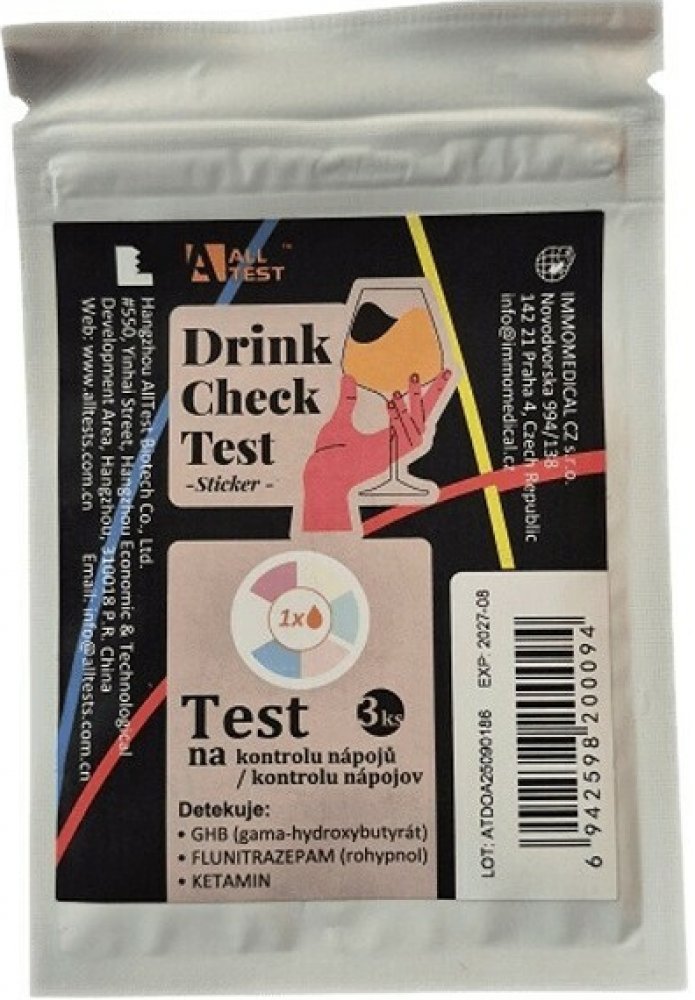 ALL
TEST™
Drink
Check
Test
-Sticker -
1x
Test 3ks
na kontrolu nápojů
/ kontrolu nápojov
Detekuje:
• GHB (gama-hydroxybutyrát)
• FLUNITRAZEPAM (rohypnol)
• KETAMIN
Hangzhou AllTest Biotech Co., Ltd.
#550, Yinhai Street, Hangzhou Economic & Technological
Development Area, Hangzhou, 310018 P.R. China
Web: www.alltests.com.cn Email: info@alltests.com.cn
IMMOMEDICAL CZ s.r.o.
Novodvorska 994/138
142 21 Praha 4, Czech Republic
info@immomedical.cz
LOT: ATDOA25090186 EXP: 2027-08
6 942598 200094